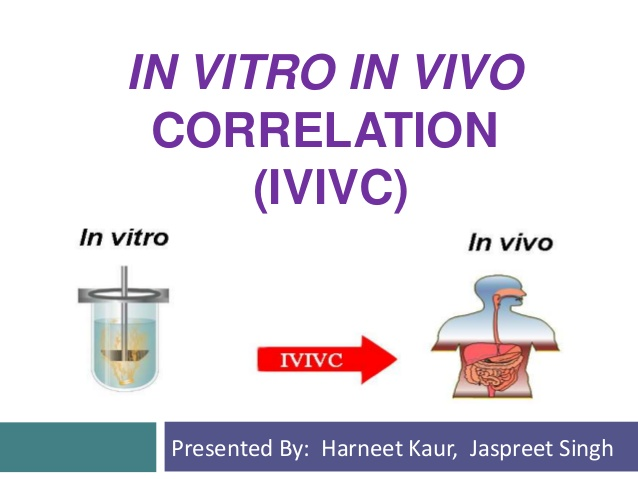 IN VITRO IN VIVO
CORRELATION
(IVIVC)
In vitro
In vivo
IVIVC
Presented By: Harneet Kaur, Jaspreet Singh